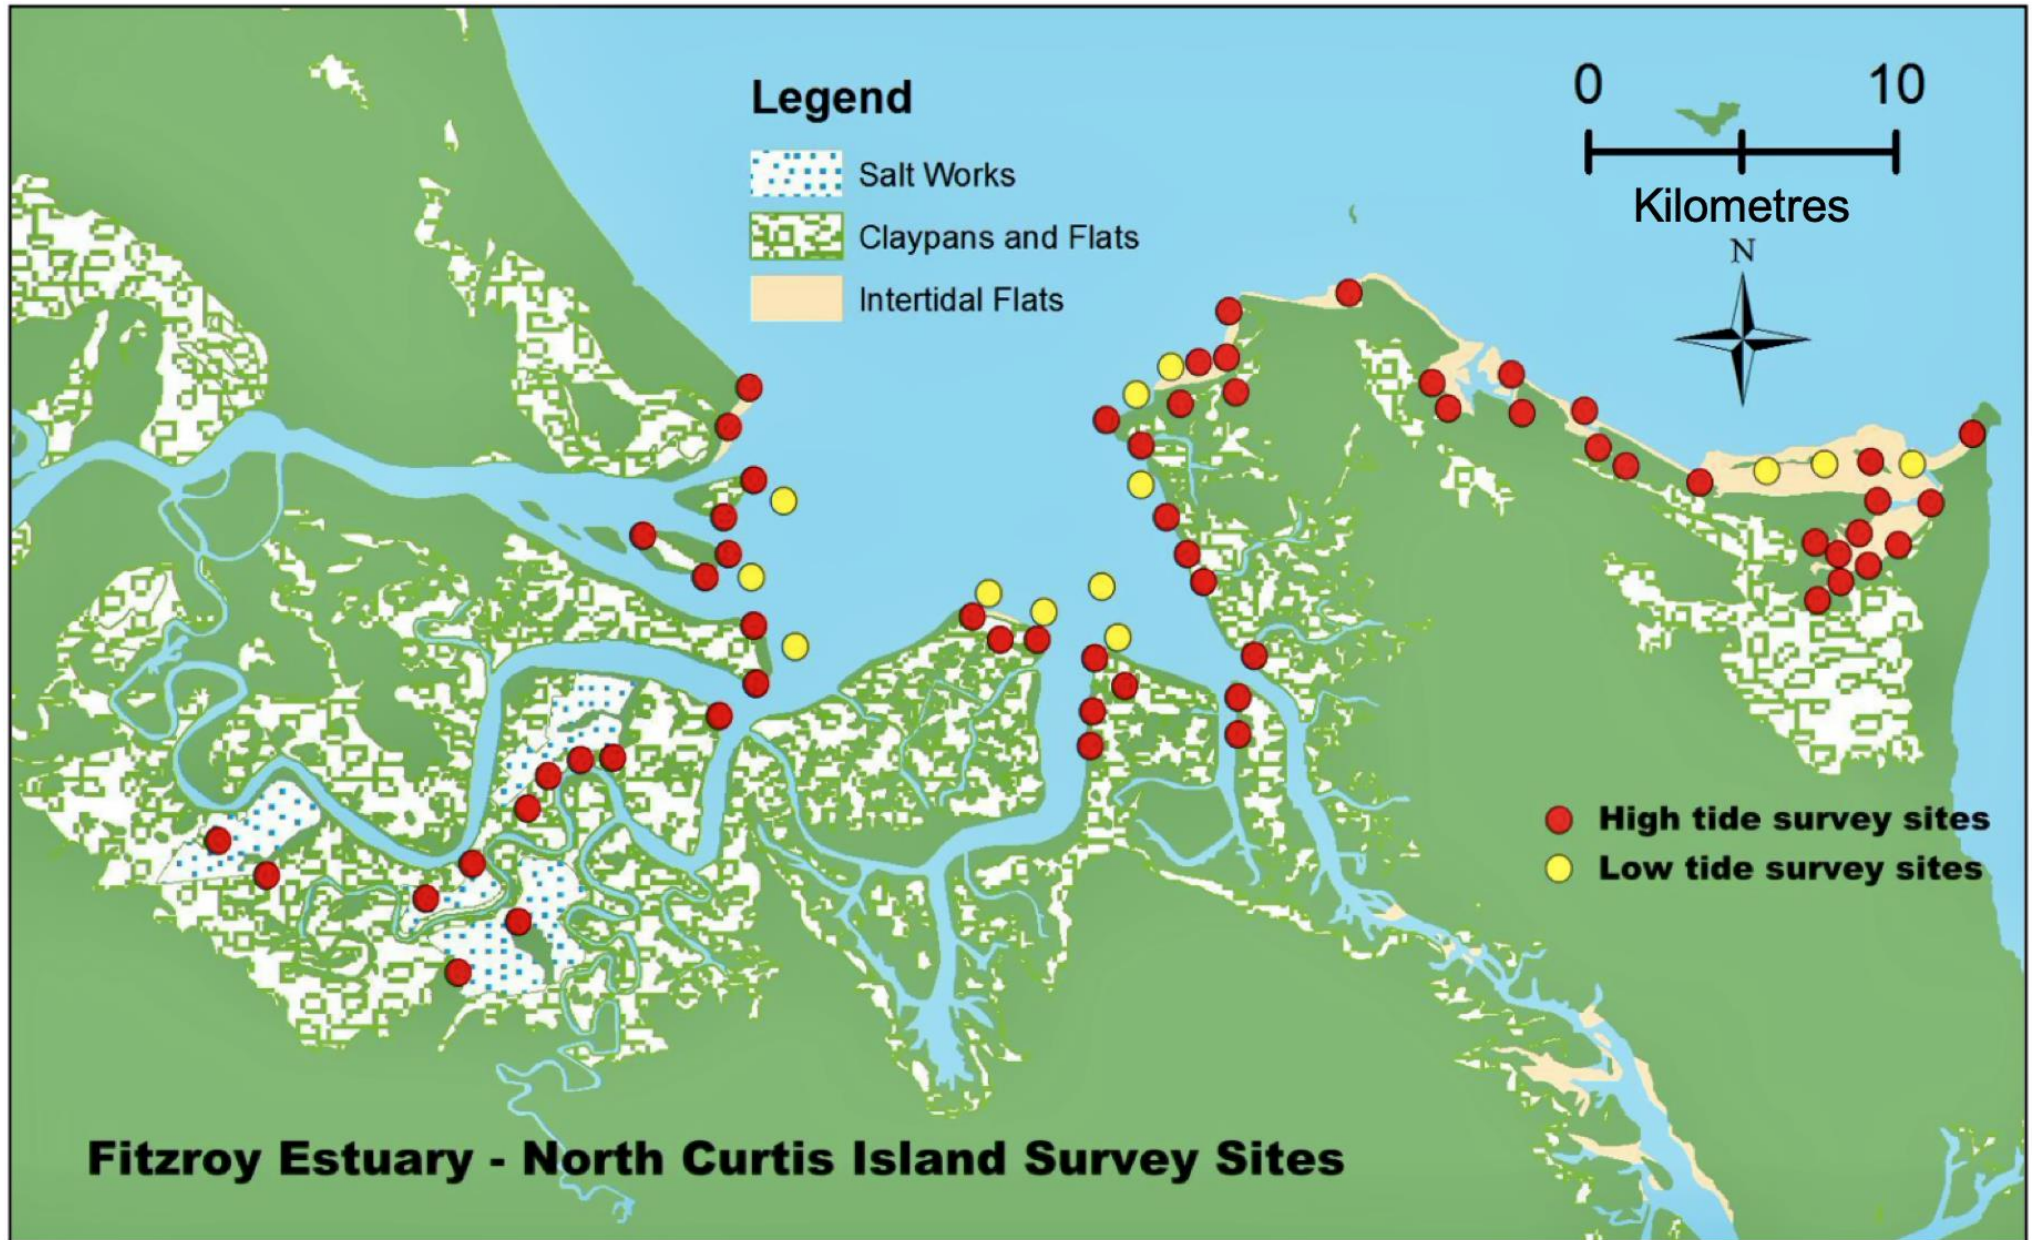 Legend
Salt Works
Claypans and Flats
Intertidal Flats
0 10
Kilometres
N
High tide survey sites
Low tide survey sites
Fitzroy Estuary - North Curtis Island Survey Sites